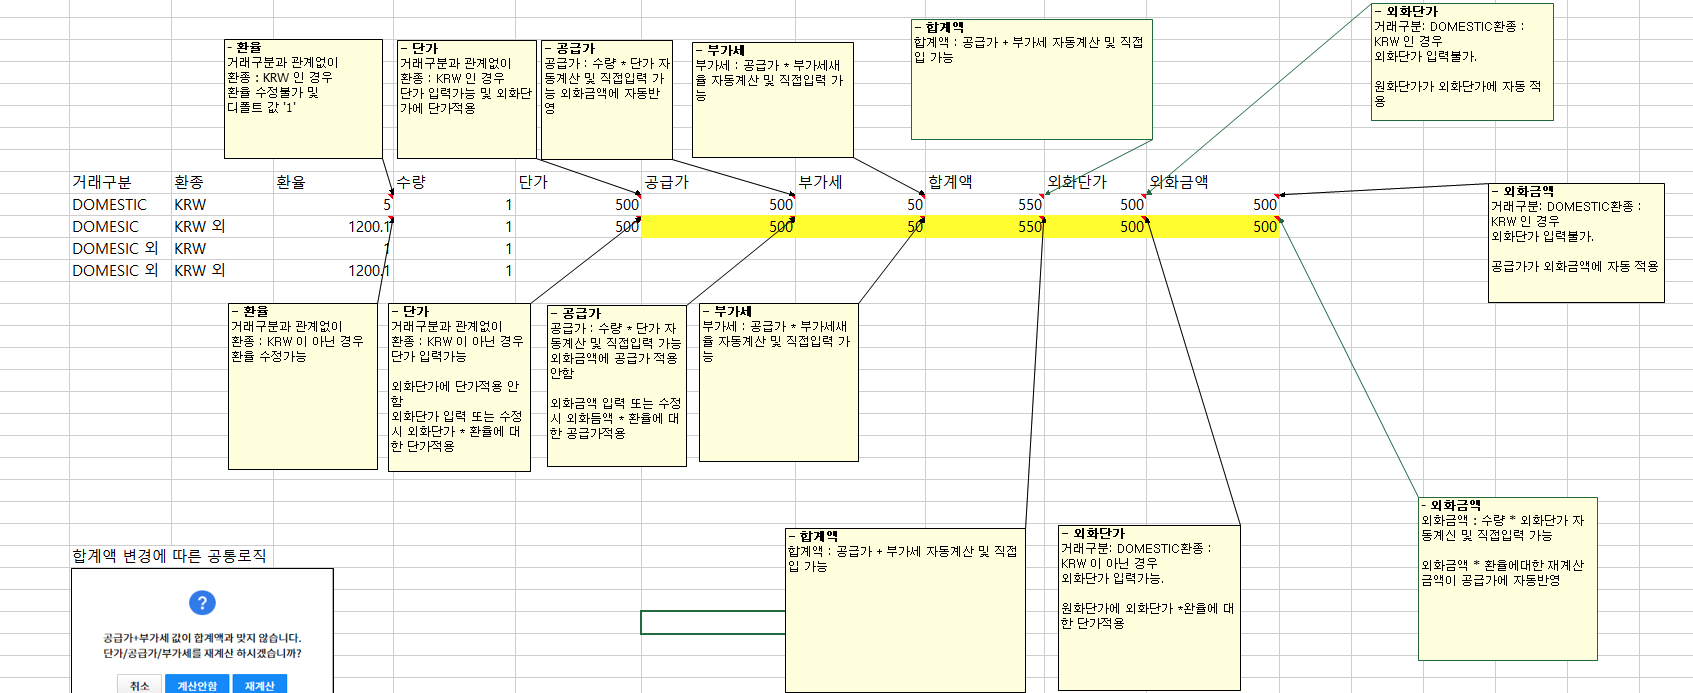 - 환율
거래구분과 관계없이
환종 : KRW 인 경우
환율 수정불가 및
디폴트 값 '1'
- 단가
거래구분과 관계없이
환종 : KRW 인 경우
단가 입력가능 및 외화단
가에 단가적용
- 공급가
공급가 : 수량 * 단가 자
동계산 및 직접입력 가
능 외화금액에 자동반
영
- 부가세
부가세 : 공급가 * 부가세새
율 자동계산 및 직접입력 가
능
- 합계액
합계액 : 공급가 + 부가세 자동계산 및 직접
입 가능
- 외화단가
거래구분: DOMESTIC환종 :
KRW 인 경우
외화단가 입력불가.
원화단가가 외화단가에 자동 적
용
거래구분 환종 환율 수량 단가 공급가 부가세 합계액 외화단가 외화금액
DOMESTIC KRW 5 1 500 500 50 550 500 500
DOMESIC KRW 외 1200.1 1 500 500 50 550 500 500
DOMESIC 외 KRW 1 1
DOMESIC 외 KRW 외 1200.1 1
- 외화금액
거래구분: DOMESTIC환종 :
KRW 인 경우
외화단가 입력불가.
공급가가 외화금액에 자동 적용
- 환율
거래구분과 관계없이
환종 : KRW 이 아닌 경우
환율 수정가능
- 단가
거래구분과 관계없이
환종 : KRW 이 아닌 경우
단가 입력가능
외화단가에 단가적용 안
함
외화단가 입력 또는 수정
시 외화단가 * 환율에 대
한 단가적용
- 공급가
공급가 : 수량 * 단가 자
동계산 및 직접입력 가능
외화금액에 공급가 적용
안함
외화금액 입력 또는 수정
시 외화듬액 * 환율에 대
한 공급가적용
- 부가세
부가세 : 공급가 * 부가세새
율 자동계산 및 직접입력 가
능
- 합계액
합계액 : 공급가 + 부가세 자동계산 및 직접
입 가능
- 외화단가
거래구분: DOMESTIC환종 :
KRW 이 아닌 경우
외화단가 입력가능.
원화단가에 외화단가 *완율에 대
한 단가적용
- 외화금액
외화금액 : 수량 * 외화단가 자
동계신 및 직접입력 가능
외화금액 * 환율에대한 재계산
금액이 공급가에 자동반영
합계액 변경에 따른 공통로직
?
공급가+부가세 값이 합계액과 맞지 않습니다.
단가/공급가/부가세를 재계산 하시겠습니까?
취소 계산안함 재계산